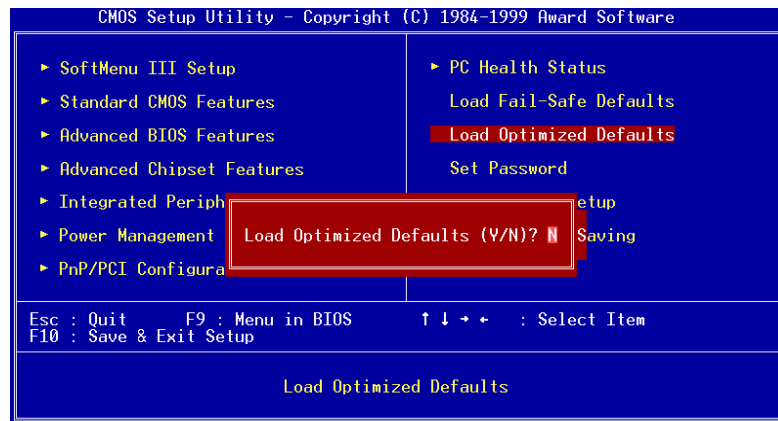 CMOS Setup Utility - Copyright (C) 1984-1999 Award Software
► SoftMenu III Setup
► Standard CMOS Features
► Advanced BIOS Features
► Advanced Chipset Features
► Integrated Periph
► Power Management
► PnP/PCI Configura
► PC Health Status
Load Fail-Safe Defaults
Load Optimized Defaults
Set Password
etup
Saving
Load Optimized Defaults (Y/N)? N
Esc : Quit F9 : Menu in BIOS ↑ ↓ → ← : Select Item
F10 : Save & Exit Setup
Load Optimized Defaults